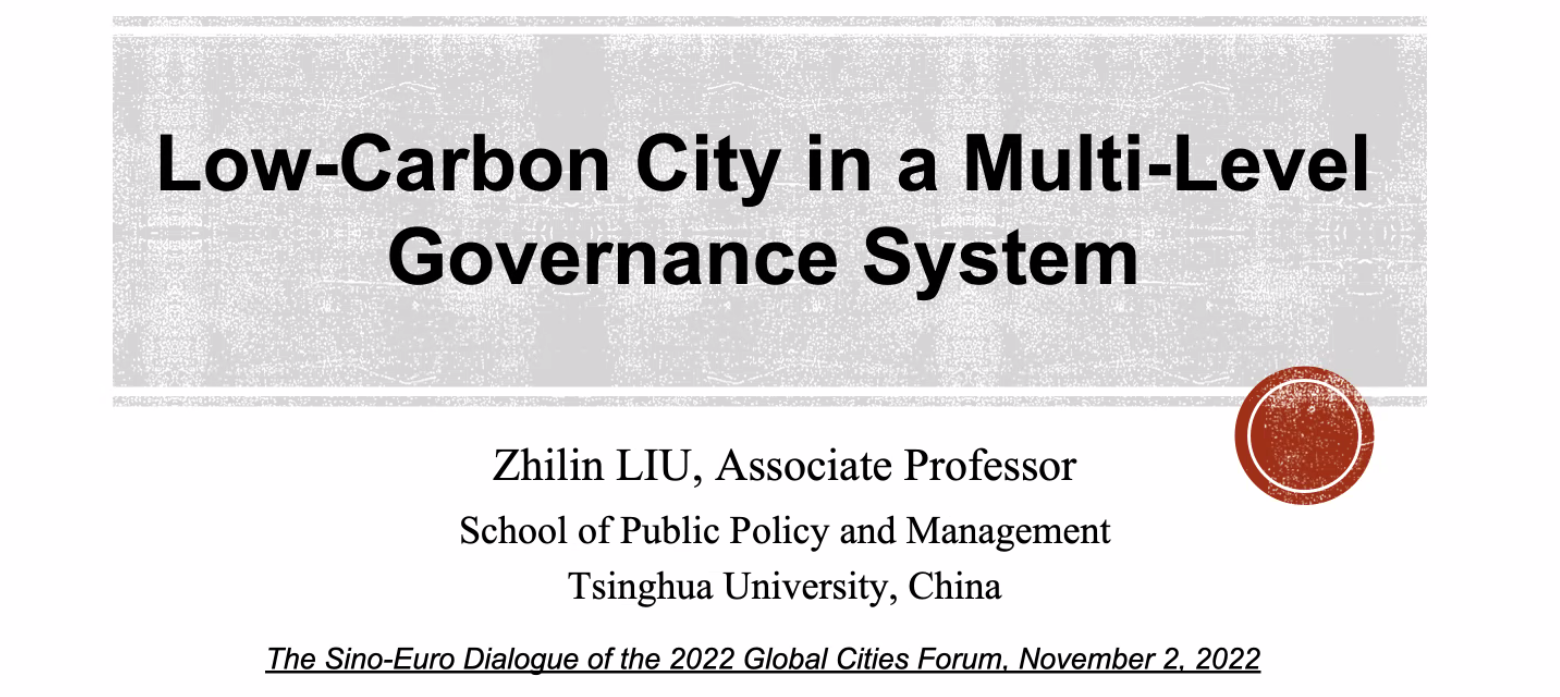 Low-Carbon City in a Multi-Level
Governance System
Zhilin LIU, Associate Professor
School of Public Policy and Management
Tsinghua University, China
The Sino-Euro Dialogue of the 2022 Global Cities Forum, November 2, 2022